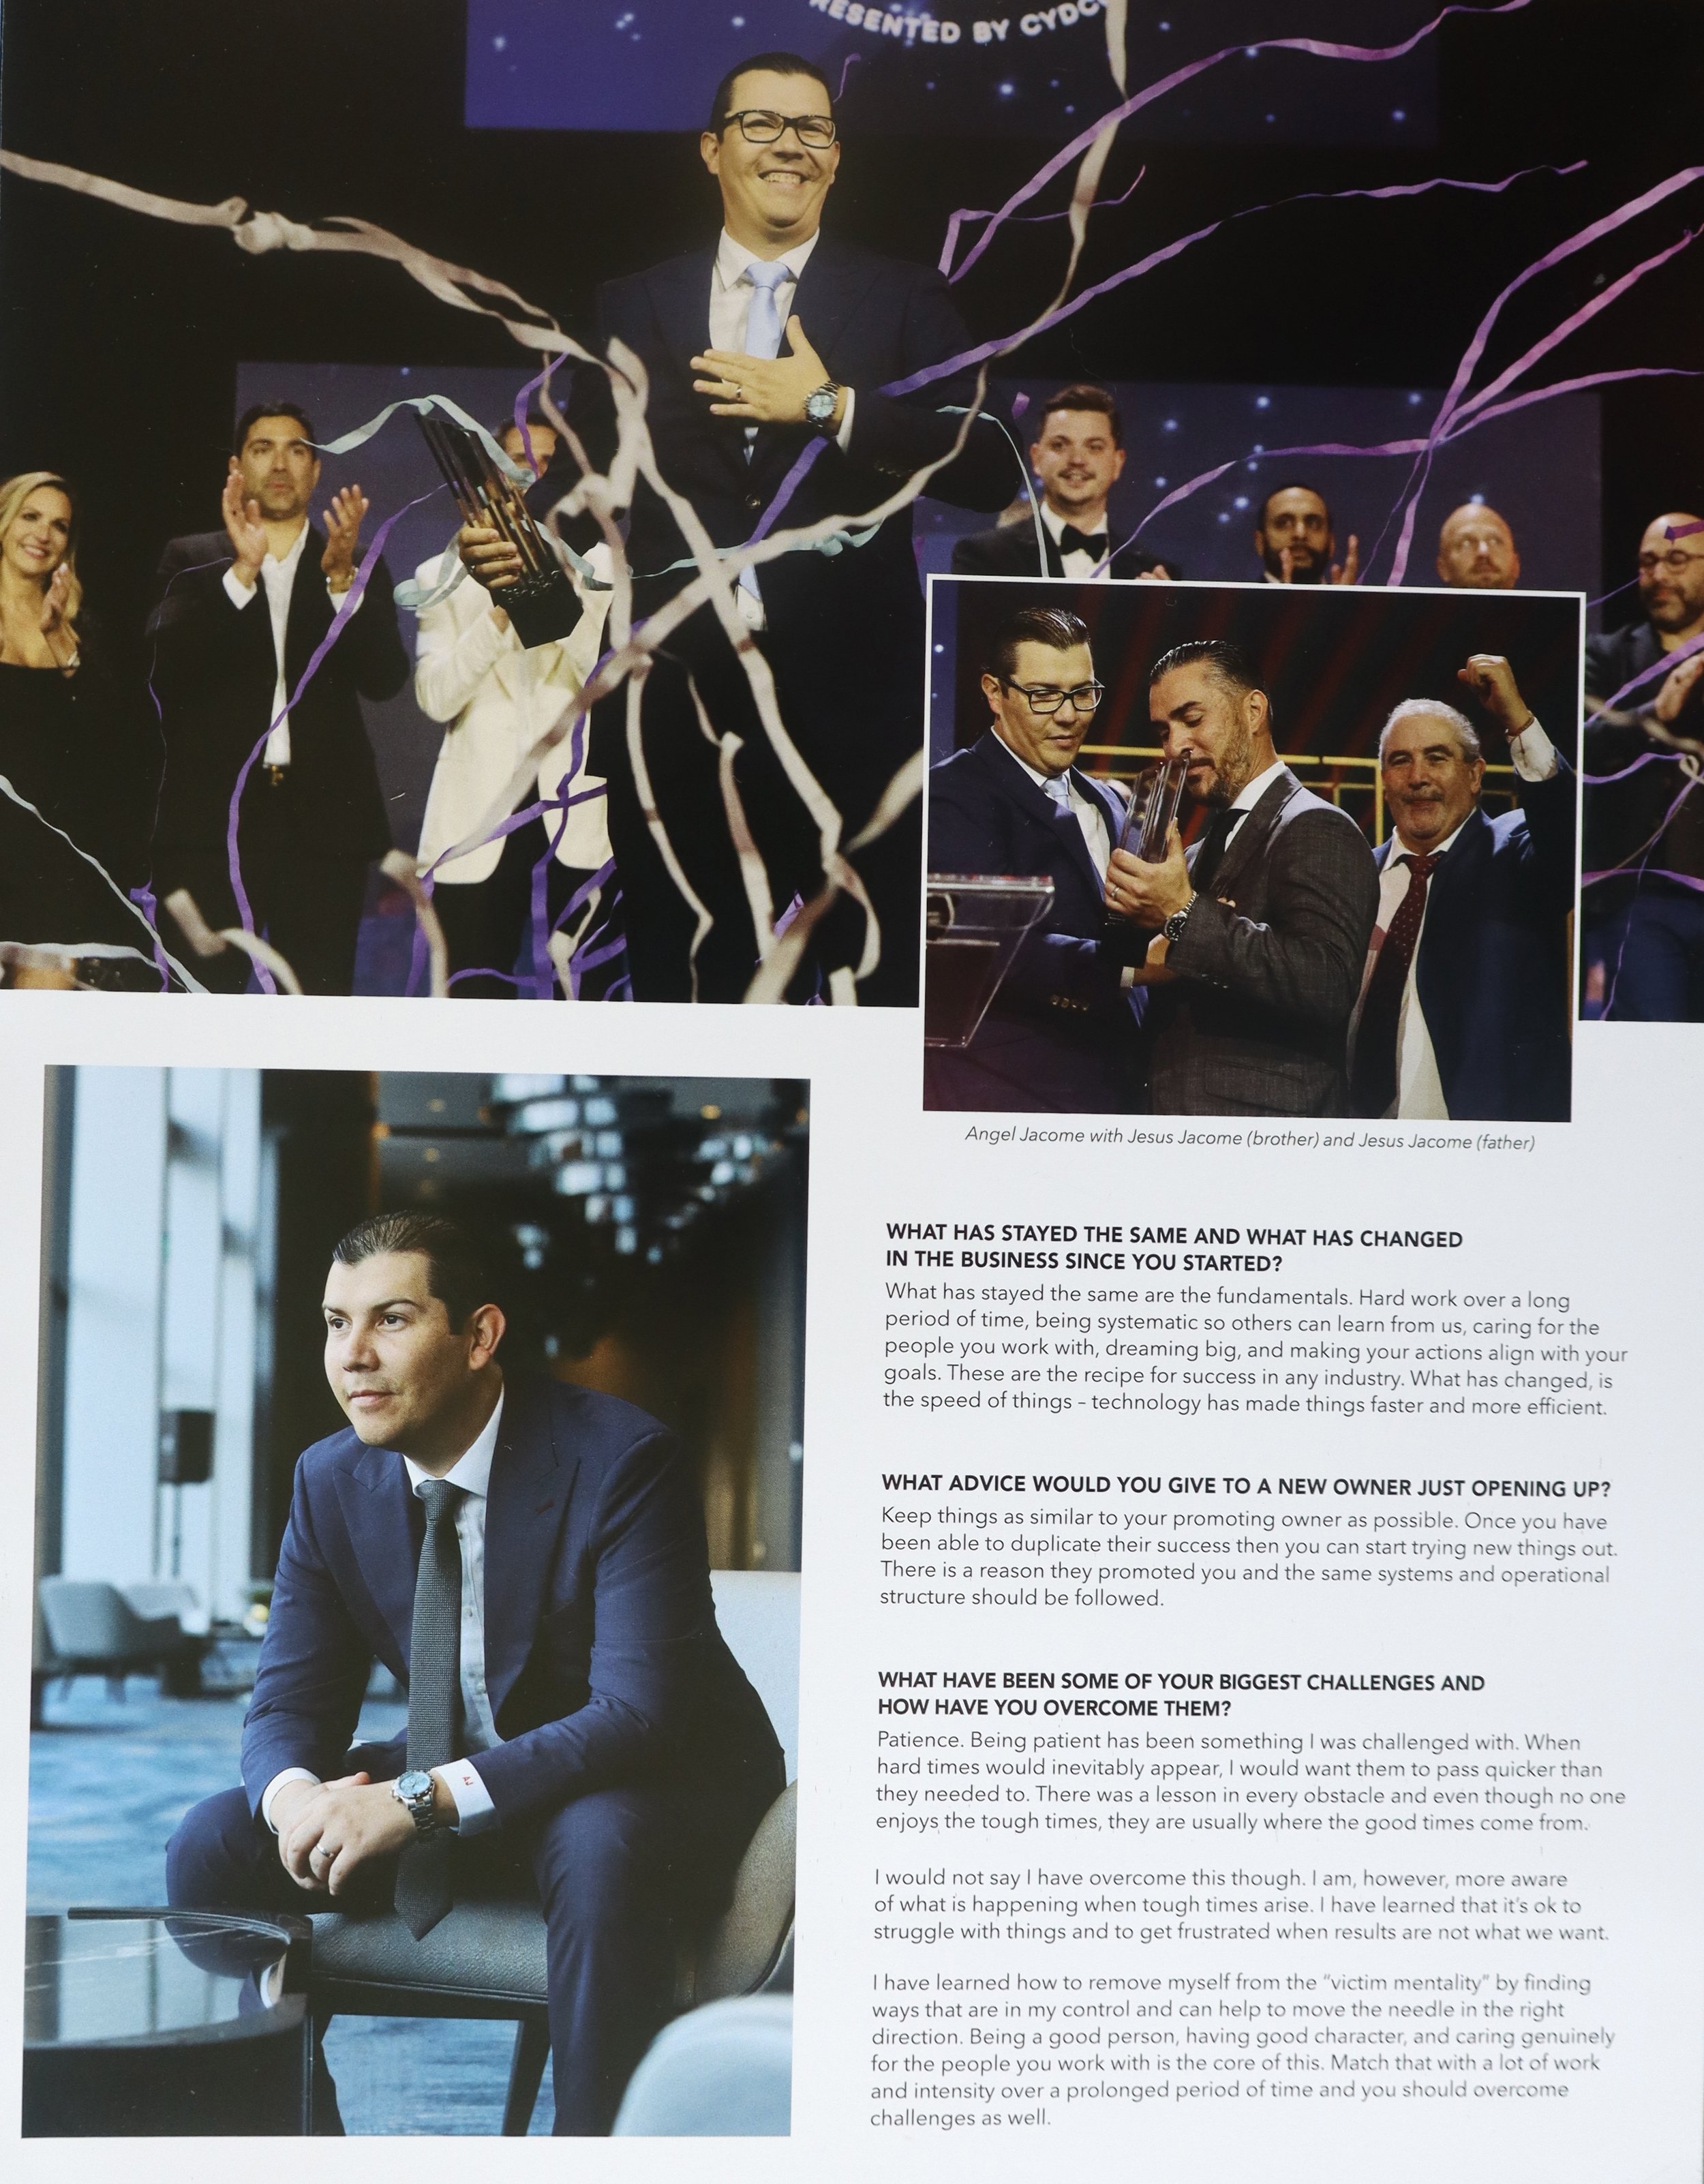 PRESENTED BY CYDC
Angel Jacome with Jesus Jacome (brother) and Jesus Jacome (father)
WHAT HAS STAYED THE SAME AND WHAT HAS CHANGED
IN THE BUSINESS SINCE YOU STARTED?
What has stayed the same are the fundamentals. Hard work over a long
period of time, being systematic so others can learn from us, caring for the
people you work with, dreaming big, and making your actions align with your
goals. These are the recipe for success in any industry. What has changed, is
the speed of things – technology has made things faster and more efficient.
WHAT ADVICE WOULD YOU GIVE TO A NEW OWNER JUST OPENING UP?
Keep things as similar to your promoting owner as possible. Once you have
been able to duplicate their success then you can start trying new things out.
There is a reason they promoted you and the same systems and operational
structure should be followed.
WHAT HAVE BEEN SOME OF YOUR BIGGEST CHALLENGES AND
HOW HAVE YOU OVERCOME THEM?
Patience. Being patient has been something I was challenged with. When
hard times would inevitably appear, I would want them to pass quicker than
they needed to. There was a lesson in every obstacle and even though no one
enjoys the tough times, they are usually where the good times come from.
I would not say I have overcome this though. I am, however, more aware
of what is happening when tough times arise. I have learned that it's ok to
struggle with things and to get frustrated when results are not what we want.
I have learned how to remove myself from the "victim mentality" by finding
ways that are in my control and can help to move the needle in the right
direction. Being a good person, having good character, and caring genuinely
for the people you work with is the core of this. Match that with a lot of work
and intensity over a prolonged period of time and you should overcome
challenges as well.
AJ